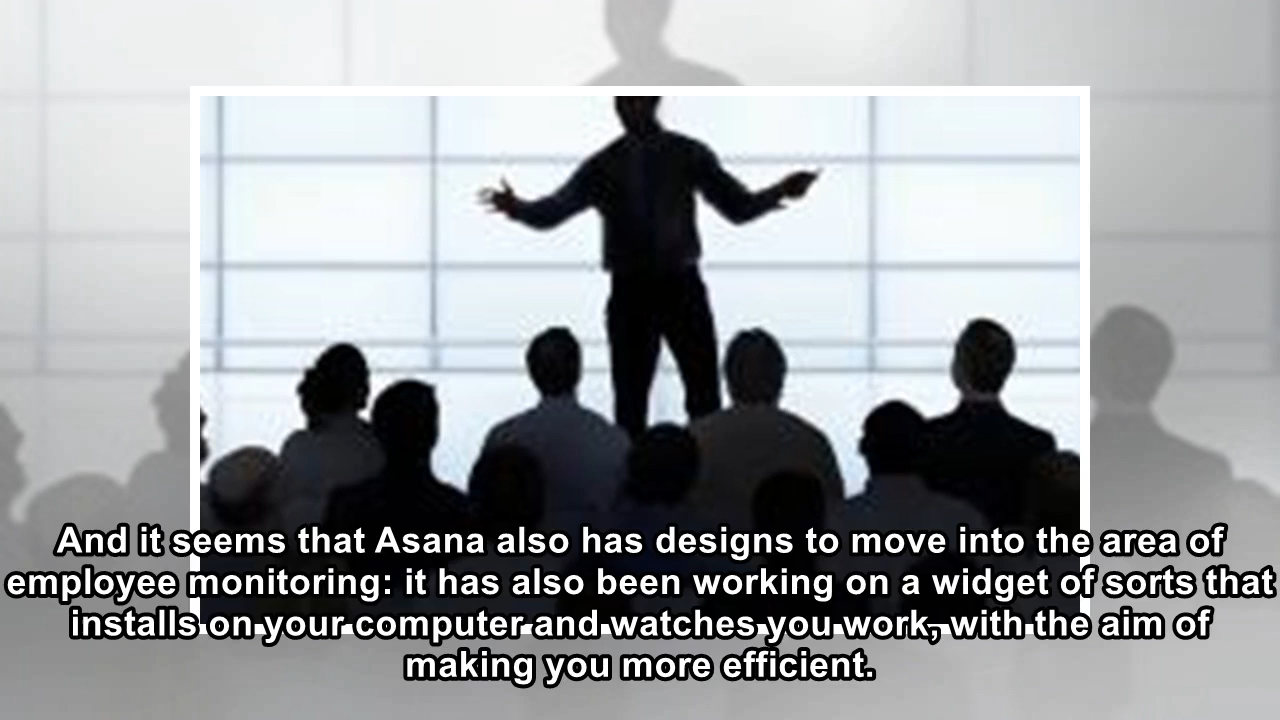 And it seems that Asana also has designs to move into the area of
employee monitoring: it has also been working on a widget of sorts that
installs on your computer and watches you work, with the aim of
making you more efficient.